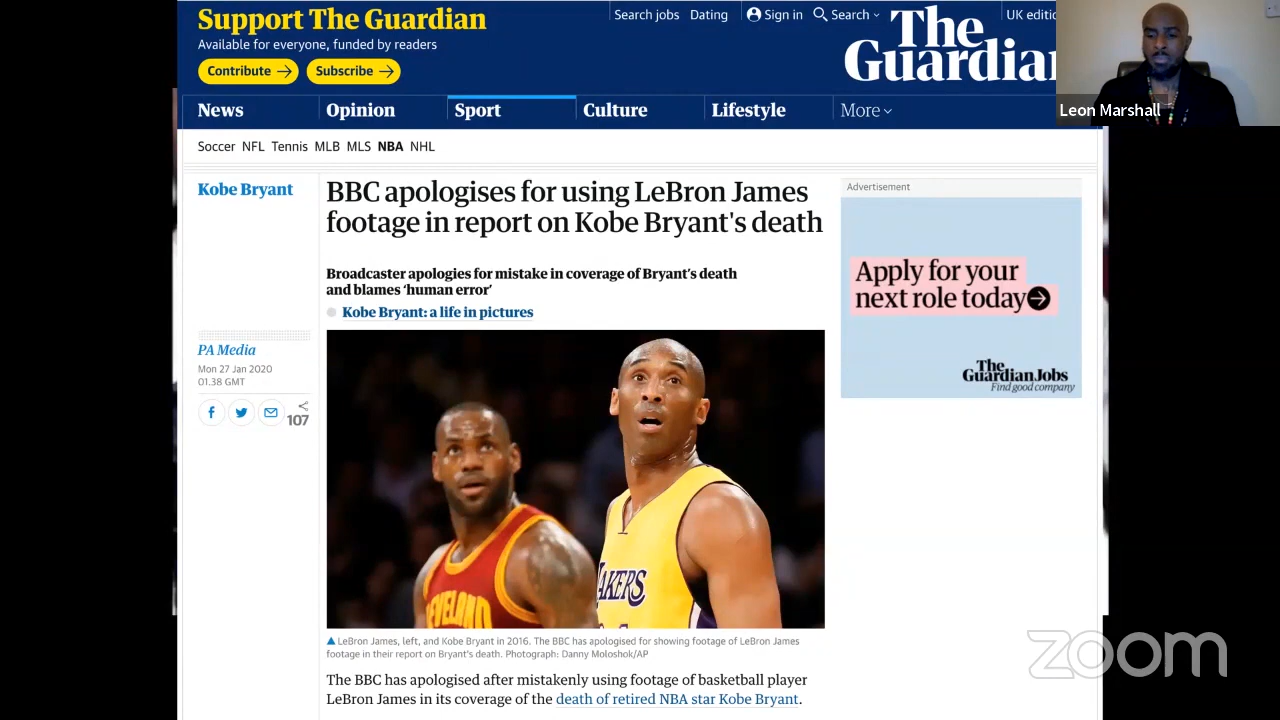 Support The Guardian
Available for everyone, funded by readers
Contribute →
Subscribe →
Search jobs
Dating
Sign in
Search
UK editi
The
Guardian
News
Opinion
Sport
Culture
Lifestyle
More
Leon Marshall
Soccer NFL Tennis MLB MLS NBA NHL
Kobe Bryant
BBC apologises for using LeBron James
footage in report on Kobe Bryant's death
Broadcaster apologies for mistake in coverage of Bryant's death
and blames 'human error'
Kobe Bryant: a life in pictures
PA Media
Mon 27 Jan 2020
01.38 GMT
107
CLEVELAND
LAKERS
LeBron James, left, and Kobe Bryant in 2016. The BBC has apologised for showing footage of LeBron James
footage in their report on Bryant's death. Photograph: Danny Moloshok/AP
The BBC has apologised after mistakenly using footage of basketball player
LeBron James in its coverage of the death of retired NBA star Kobe Bryant.
Advertisement
Apply for your
next role today
The
Guardian Jobs
Find good company
zoom